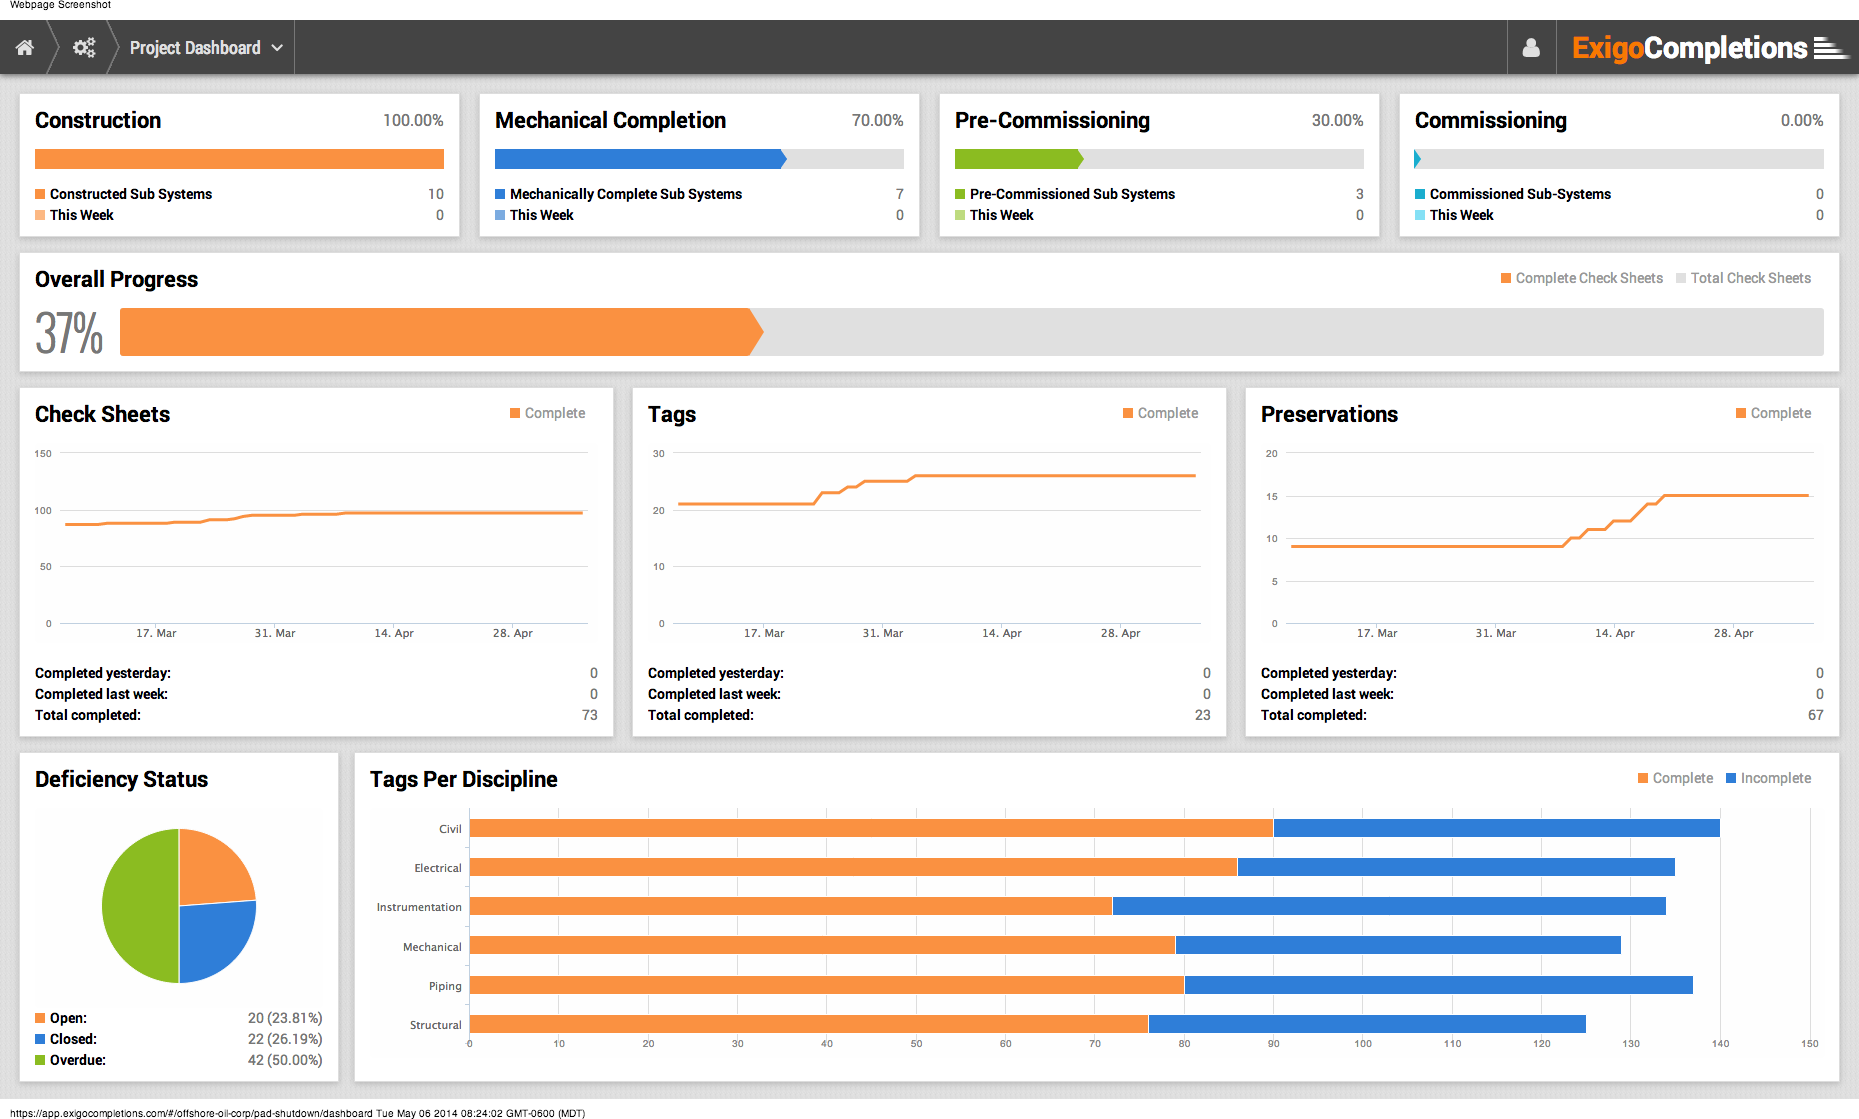 Webpage Screenshot
Project Dashboard
ExigoCompletions
Construction 100.00%
Constructed Sub Systems 10
This Week 0
Mechanical Completion 70.00%
Mechanically Complete Sub Systems 7
This Week 0
Pre-Commissioning 30.00%
Pre-Commissioned Sub Systems 3
This Week 0
Commissioning 0.00%
Commissioned Sub-Systems 0
This Week 0
Overall Progress
Complete Check Sheets Total Check Sheets
37%
Check Sheets
Complete
150
100
50
0
17. Mar 31. Mar 14. Apr 28. Apr
Completed yesterday: 0
Completed last week: 0
Total completed: 73
Tags
Complete
30
20
10
0
17. Mar 31. Mar 14. Apr 28. Apr
Completed yesterday: 0
Completed last week: 0
Total completed: 23
Preservations
Complete
20
15
10
5
0
17. Mar 31. Mar 14. Apr 28. Apr
Completed yesterday: 0
Completed last week: 0
Total completed: 67
Deficiency Status
Open: 20 (23.81%)
Closed: 22 (26.19%)
Overdue: 42 (50.00%)
Tags Per Discipline
Complete Incomplete
Civil
Electrical
Instrumentation
Mechanical
Piping
Structural
0 10 20 30 40 50 60 70 80 90 100 110 120 130 140 150
https://app.exigocompletions.com/#/offshore-oil-corp/pad-shutdown/dashboard Tue May 06 2014 08:24:02 GMT-0600 (MDT)